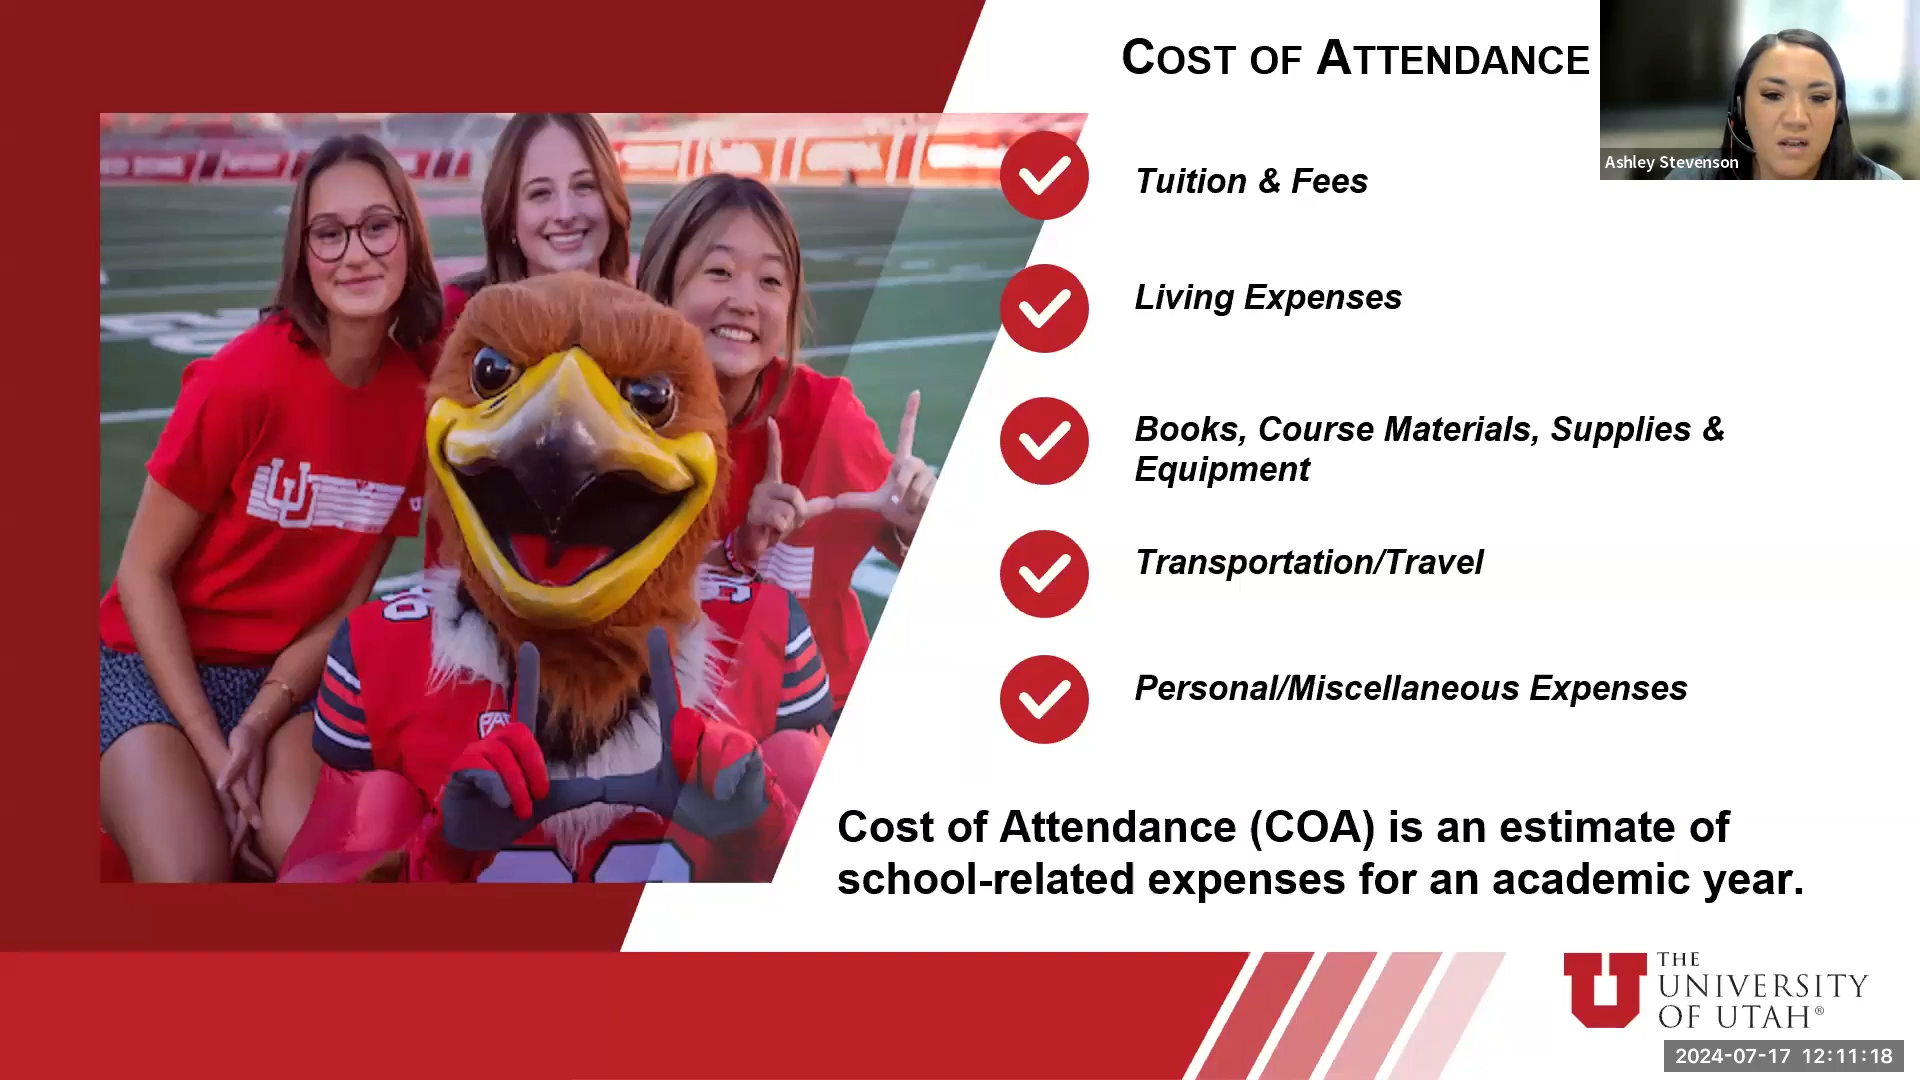 COST OF ATTENDANCE
Ashley Stevenson
Tuition & Fees
Living Expenses
Books, Course Materials, Supplies &
Equipment
Transportation/Travel
Personal/Miscellaneous Expenses
Cost of Attendance (COA) is an estimate of
school-related expenses for an academic year.
U
THE
UNIVERSITY
OF UTAH®
2024-07-17 12:11:18